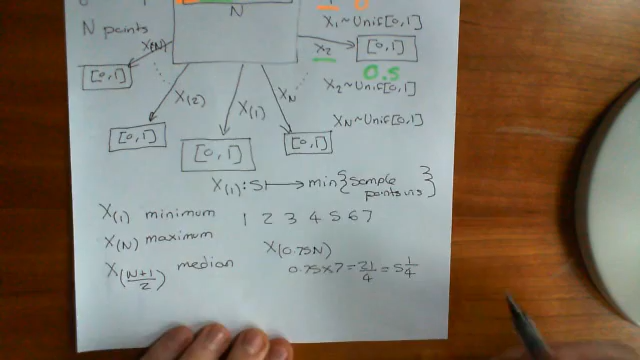 N
N points
X₁~Unif[0,1]
X(N)
X₂
[0,1]
[0,1]
0.5
X(2)
X(1)
X_N
X₂~Unif[0,1]
[0,1]
[0,1]
[0,1]
X_N~Unif[0,1]
X(1) : S ↦ min{sample points in s}
X(1) minimum 1 2 3 4 5 6 7
X(N) maximum
X(0.75N)
X((N+1)/2) median
0.75×7 = 21/4 = 5 1/4